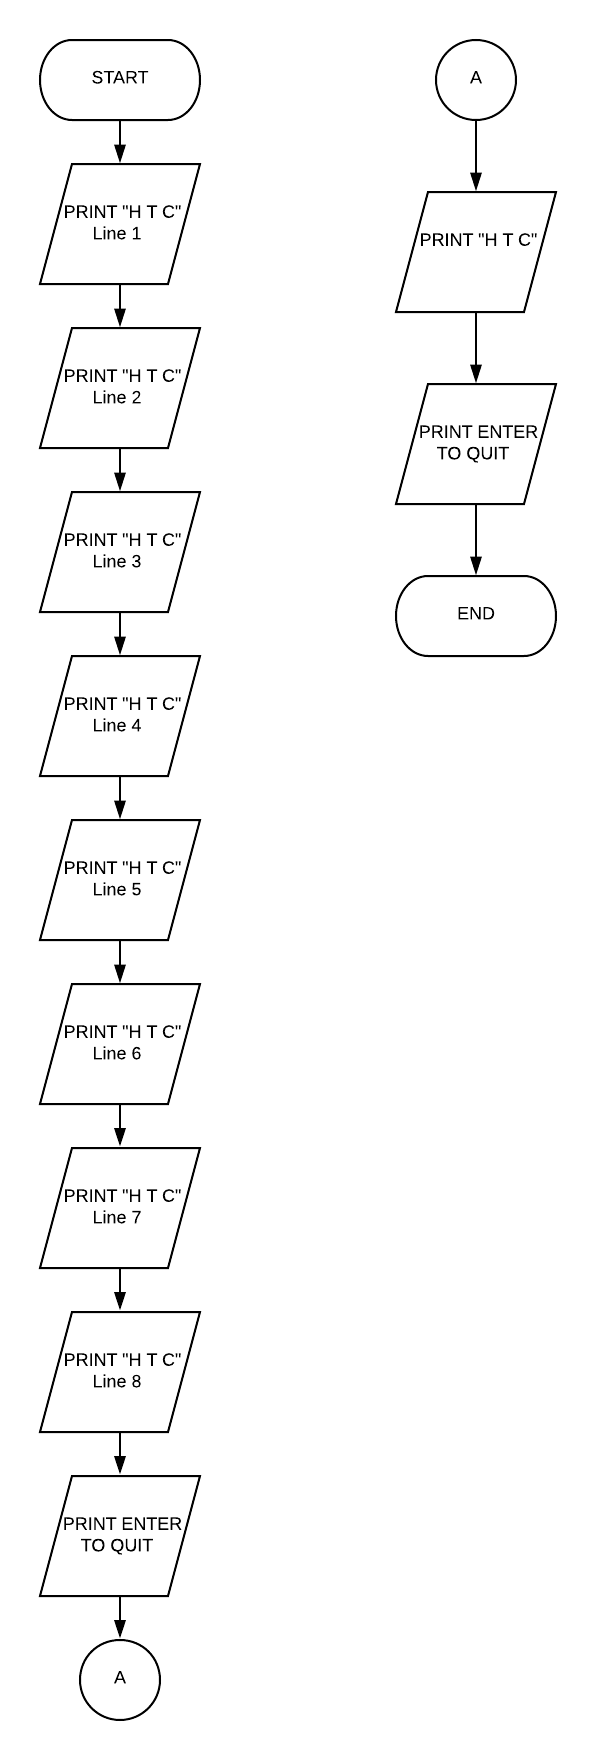 START
PRINT "H T C"
Line 1
PRINT "H T C"
Line 2
PRINT "H T C"
Line 3
PRINT "H T C"
Line 4
PRINT "H T C"
Line 5
PRINT "H T C"
Line 6
PRINT "H T C"
Line 7
PRINT "H T C"
Line 8
PRINT ENTER
TO QUIT
A
A
PRINT "H T C"
PRINT ENTER
TO QUIT
END